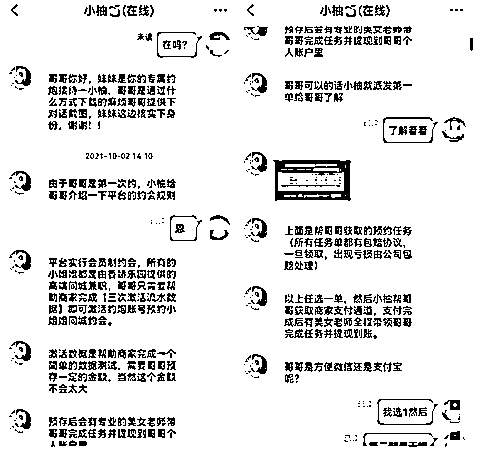 小柚(在线)
未读
在吗?
哥哥你好,妹妹是你的专属约
炮接待-小柚、哥哥是通过什
么方式下载的麻烦哥哥提供下
对话截图,妹妹这边核实下身
份,谢谢!!
2021-10-02 14:10
由于哥哥是第一次约,小柚给
哥哥介绍一下平台的约会规则
恩
平台实行会员制约会,所有的
小姐姐都是由
提供的
高端同城兼职,哥哥只需要帮
助商家完成【三次激活流水数
据】即可激活约炮账号预约小
姐姐同城约会。
激活数据是帮助商家完成一个
简单的数据测试,需要哥哥预
存一定的金额,当然这个金额
不会太大
预存后会有专业的美女老师带
哥哥完成任务并提现到哥哥个
人账户里
小柚(在线)
预存后会有专业的美女老师带
哥哥完成任务并提现到哥哥个
人账户里
哥哥可以的话小柚就派发第一
单给哥哥了解
了解看看
上面是帮哥哥获取的预约任务
(所有任务单都有包赔协议,
一旦领取,出现亏损由公司包
赔处理)
以上任选一单,然后小柚帮哥
哥获取商家支付通道,支付完
成后有美女老师全程带领哥哥
完成任务并提现到账。
哥哥是方便微信还是支付宝
呢?
我选1然后